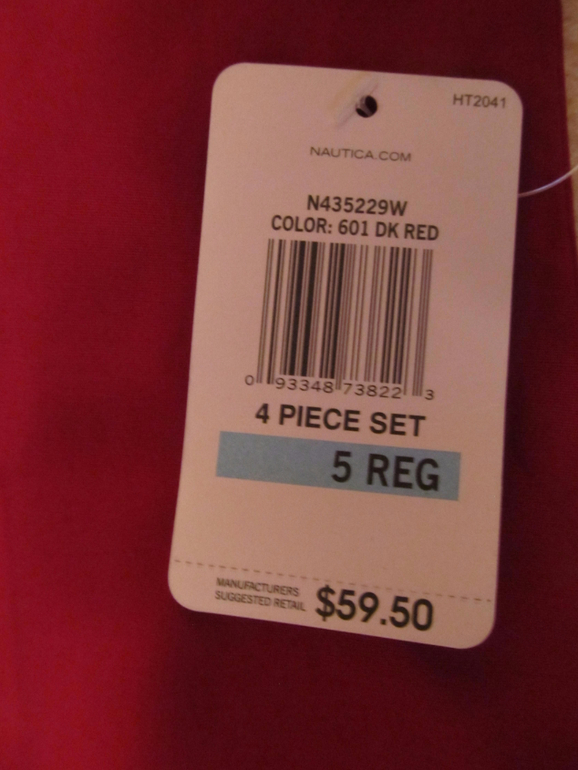 HT2041
NAUTICA.COM
N435229W
COLOR: 601 DK RED
0 93348 73822 3
4 PIECE SET
5 REG
MANUFACTURERS
SUGGESTED RETAIL $59.50